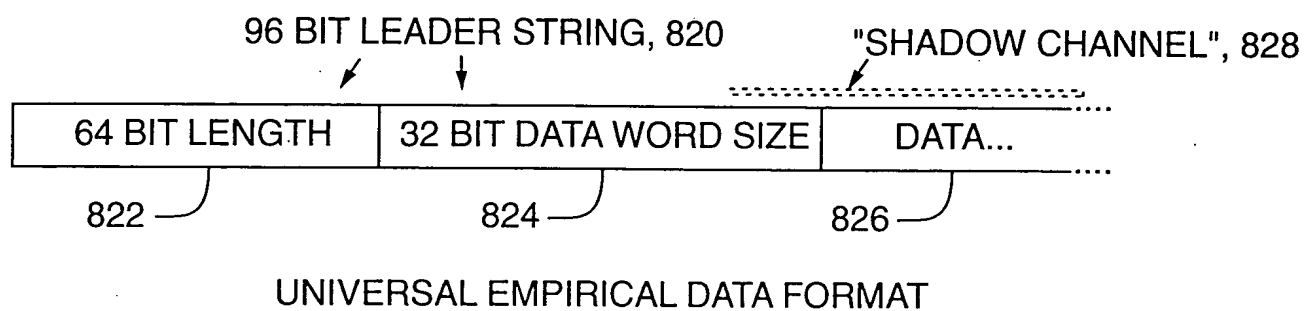 96 BIT LEADER STRING, 820
"SHADOW CHANNEL", 828
64 BIT LENGTH
32 BIT DATA WORD SIZE
DATA...
822
824
826
UNIVERSAL EMPIRICAL DATA FORMAT